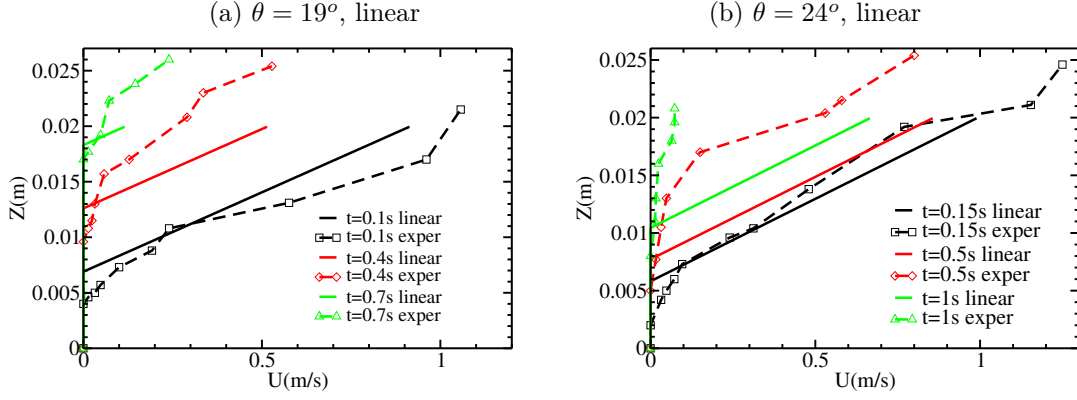 (a) θ = 19°, linear
Z(m)
0.025
0.02
0.015
0.01
0.005
0
0
0.5
1
U(m/s)
t=0.1s linear
t=0.1s exper
t=0.4s linear
t=0.4s exper
t=0.7s linear
t=0.7s exper
(b) θ = 24°, linear
Z(m)
0.025
0.02
0.015
0.01
0.005
0
0
0.5
1
U(m/s)
t=0.15s linear
t=0.15s exper
t=0.5s linear
t=0.5s exper
t=1s linear
t=1s exper